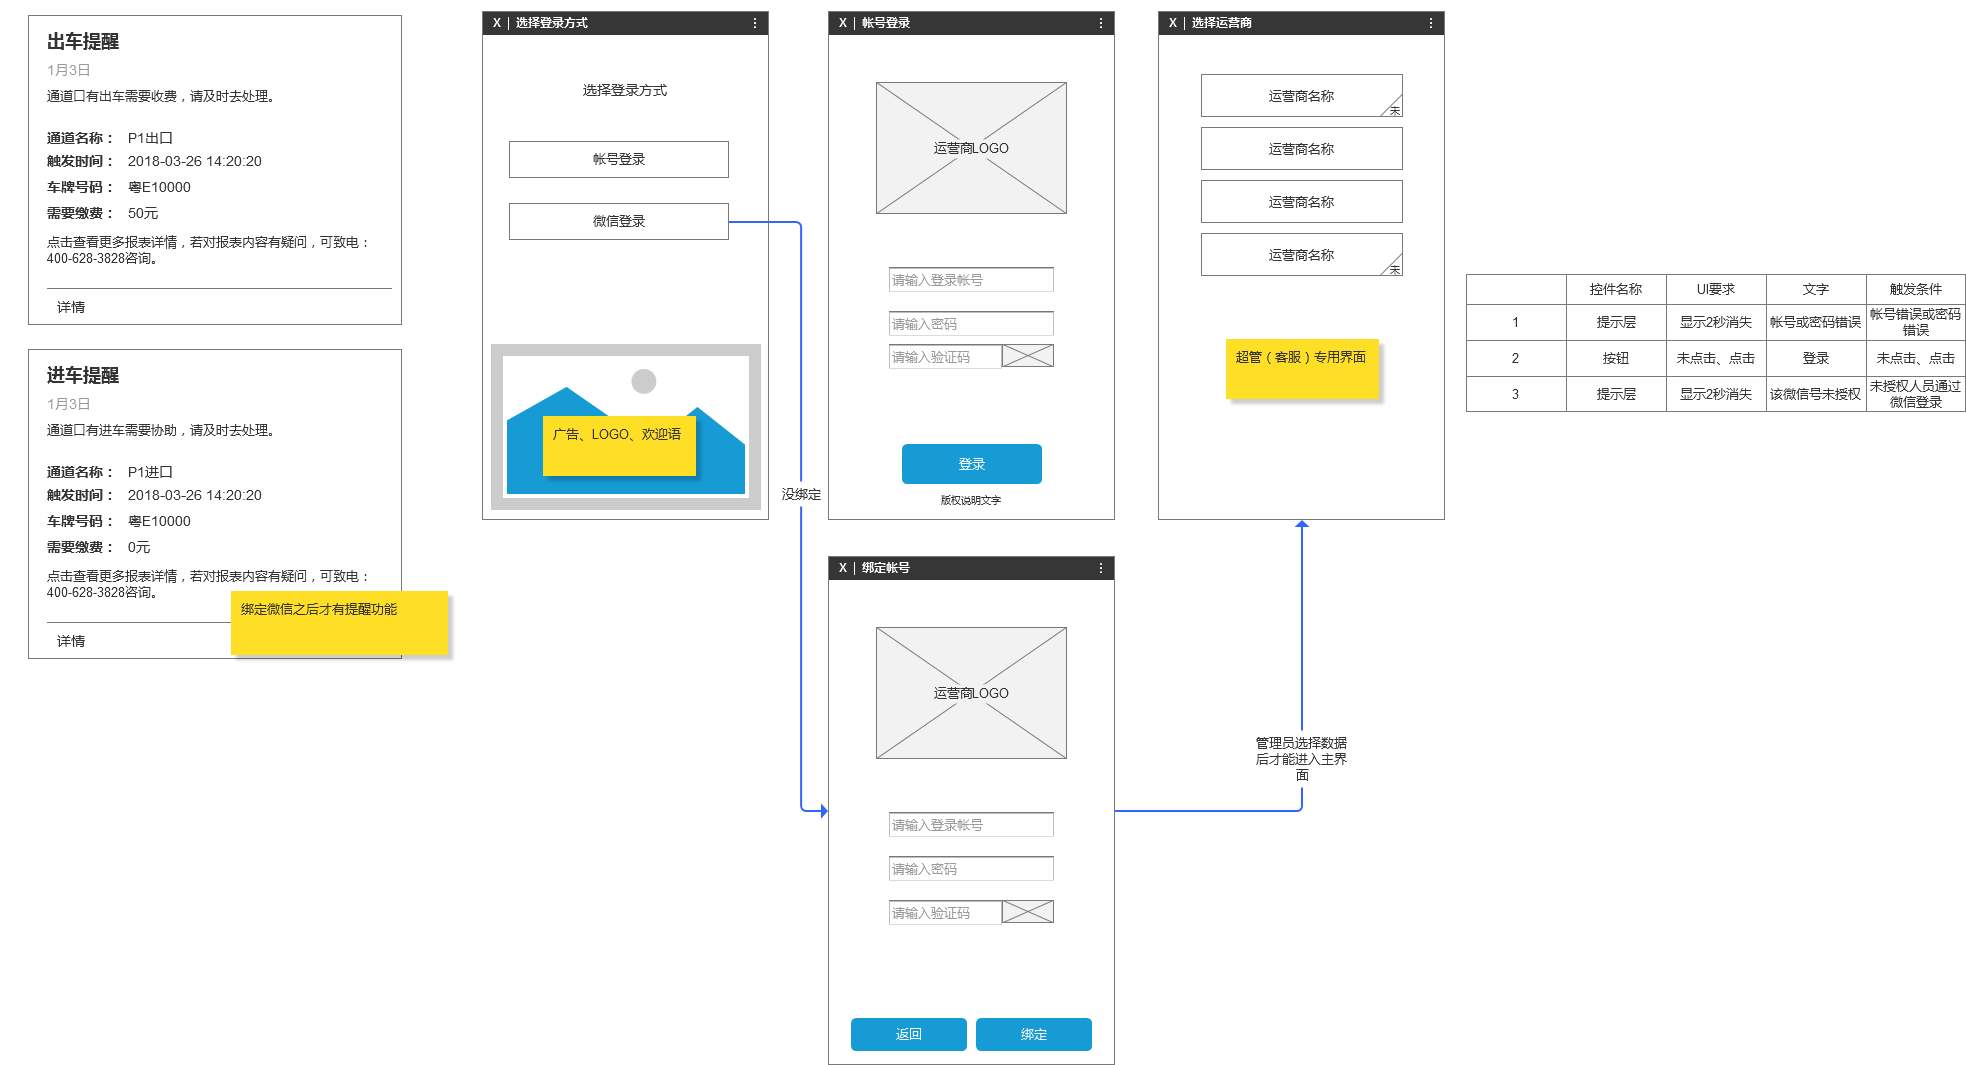 出车提醒
1月3日
通道口有出车需要收费，请及时去处理。
通道名称： P1出口
触发时间： 2018-03-26 14:20:20
车牌号码： 粤E10000
需要缴费： 50元
点击查看更多报表详情，若对报表内容有疑问，可致电：
400-628-3828咨询。
详情
进车提醒
1月3日
通道口有进车需要协助，请及时去处理。
通道名称： P1进口
触发时间： 2018-03-26 14:20:20
车牌号码： 粤E10000
需要缴费： 0元
点击查看更多报表详情，若对报表内容有疑问，可致电：
400-628-3828咨询。
绑定微信之后才有提醒功能
详情
X | 选择登录方式
选择登录方式
帐号登录
微信登录
广告、LOGO、欢迎语
没绑定
X | 帐号登录
运营商LOGO
请输入登录帐号
请输入密码
请输入验证码
登录
版权说明文字
X | 绑定帐号
运营商LOGO
请输入登录帐号
请输入密码
请输入验证码
返回 绑定
X | 选择运营商
运营商名称
未
运营商名称
运营商名称
运营商名称
未
超管（客服）专用界面
管理员选择数据
后才能进入主界
面
控件名称 UI要求 文字 触发条件
1 提示层 显示2秒消失 帐号或密码错误 帐号错误或密码
错误
2 按钮 未点击、点击 登录 未点击、点击
3 提示层 显示2秒消失 该微信号未授权 未授权人员通过
微信登录